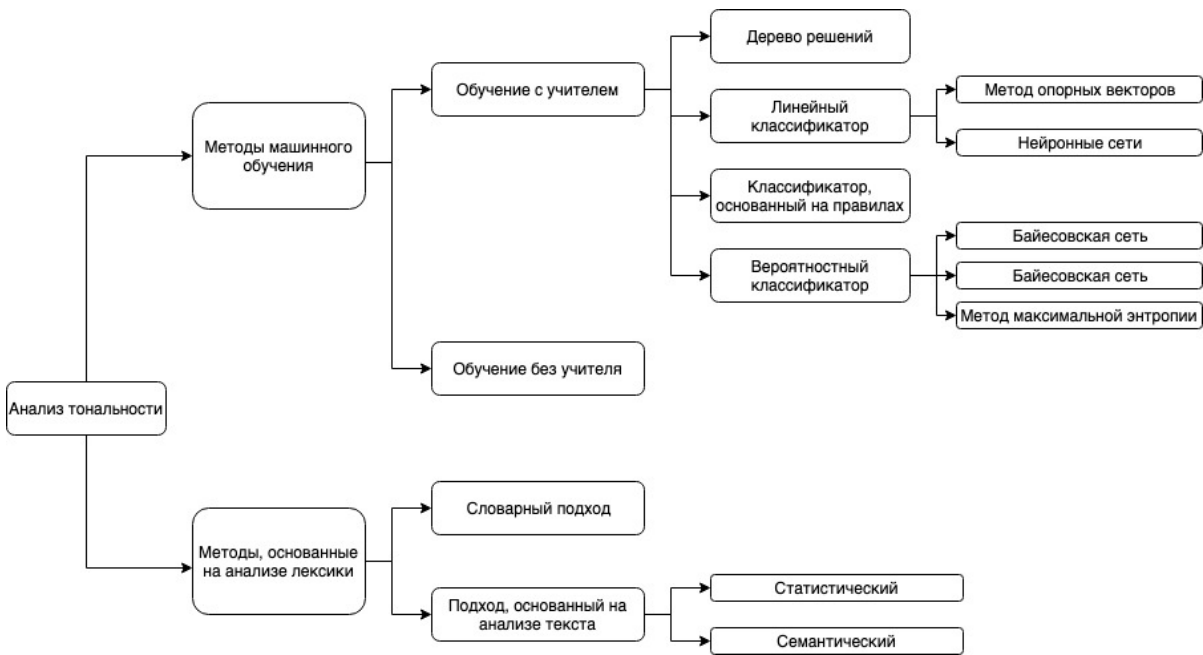 Анализ тональности
Методы машинного
обучения
Обучение с учителем
Дерево решений
Линейный
классификатор
Метод опорных векторов
Нейронные сети
Классификатор,
основанный на правилах
Вероятностный
классификатор
Байесовская сеть
Байесовская сеть
Метод максимальной энтропии
Обучение без учителя
Методы, основанные
на анализе лексики
Словарный подход
Подход, основанный на
анализе текста
Статистический
Семантический